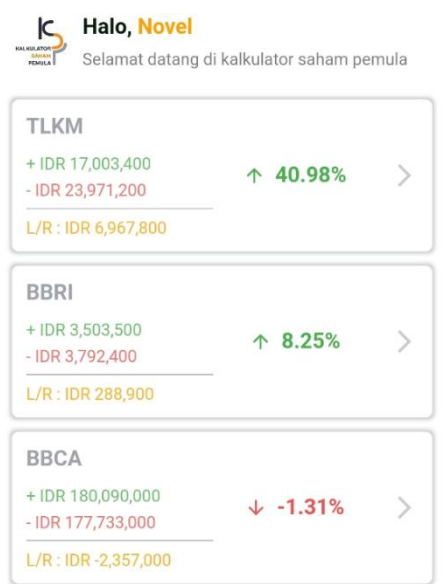 KALKULATOR
SAHAM
PEMULA
Halo, Novel
Selamat datang di kalkulator saham pemula
TLKM
+ IDR 17,003,400
- IDR 23,971,200
L/R : IDR 6,967,800
↑ 40.98%
BBRI
+ IDR 3,503,500
- IDR 3,792,400
L/R : IDR 288,900
↑ 8.25%
BBCA
+ IDR 180,090,000
- IDR 177,733,000
L/R : IDR -2,357,000
↓ -1.31%